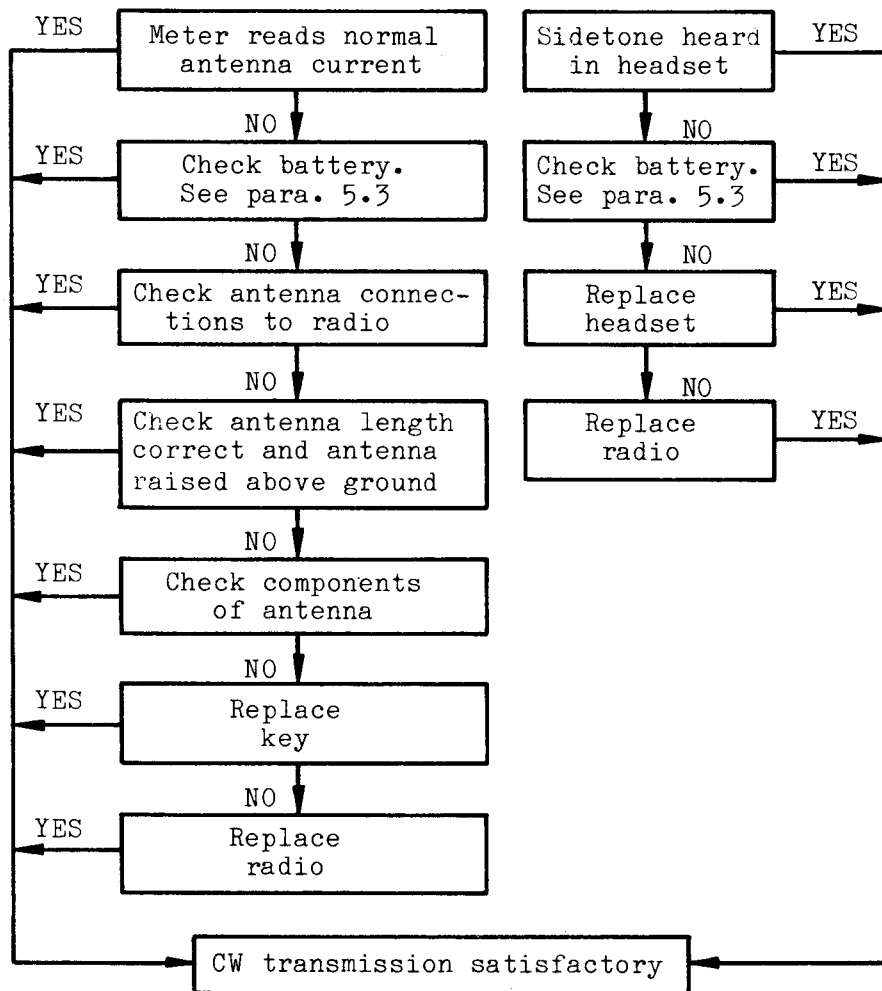 YES
Meter reads normal
antenna current
NO
YES
Check battery.
See para. 5.3
NO
YES
Check antenna connec-
tions to radio
NO
YES
Check antenna length
correct and antenna
raised above ground
NO
YES
Check components
of antenna
NO
YES
Replace
key
NO
YES
Replace
radio
Sidetone heard
in headset
YES
NO
Check battery.
See para. 5.3
YES
NO
Replace
headset
YES
NO
Replace
radio
YES
CW transmission satisfactory